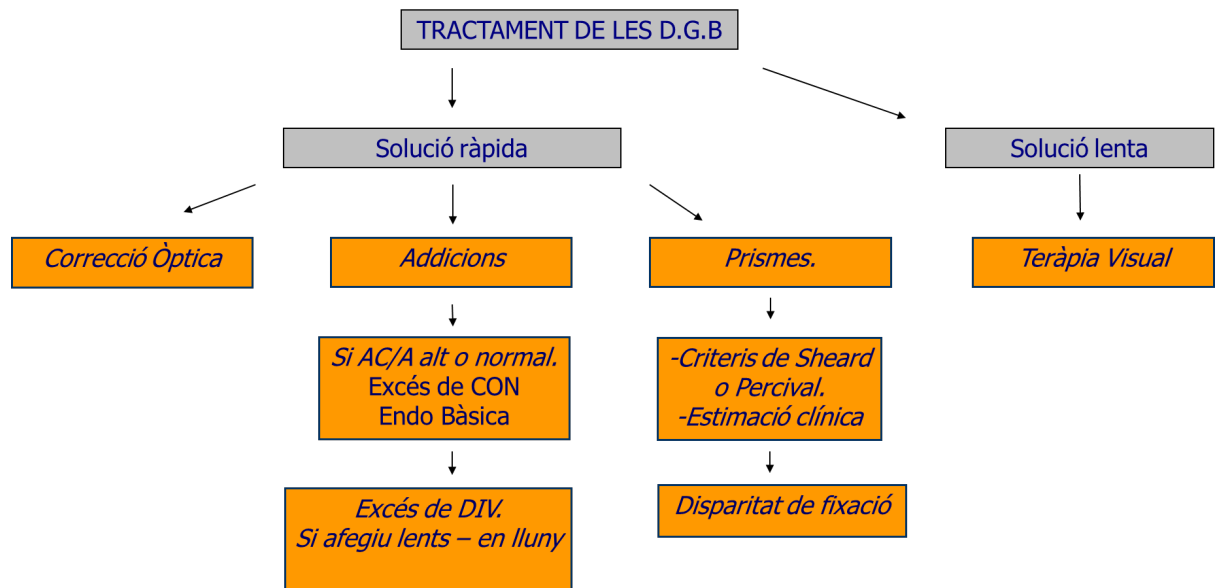 TRACTAMENT DE LES D.G.B
Solució ràpida
Solució lenta
Correcció Òptica
Addicions
Prismes.
Teràpia Visual
Si AC/A alt o normal.
Excés de CON
Endo Bàsica
-Criteris de Sheard
o Percival.
-Estimació clínica
Excés de DIV.
Si afegiu lents – en lluny
Disparitat de fixació